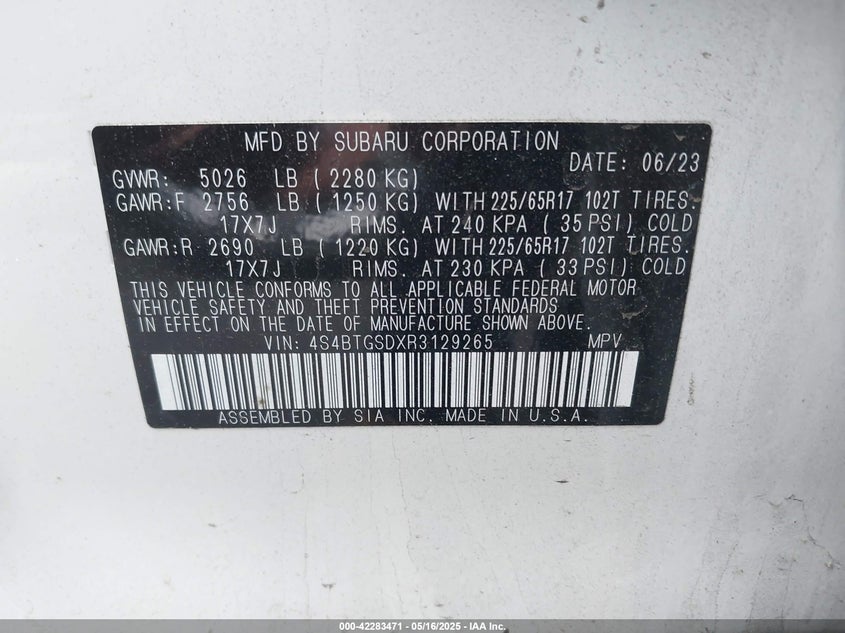 MFD BY SUBARU CORPORATION
DATE: 06/23
GVWR: 5026 LB ( 2280 KG)
GAWR:F 2756 LB ( 1250 KG) WITH 225/65R17 102T TIRES.
17X7J RIMS. AT 240 KPA ( 35 PSI) COLD
GAWR:R 2690 LB ( 1220 KG) WITH 225/65R17 102T TIRES.
17X7J RIMS. AT 230 KPA ( 33 PSI) COLD
THIS VEHICLE CONFORMS TO ALL APPLICABLE FEDERAL MOTOR
VEHICLE SAFETY AND THEFT PREVENTION STANDARDS
IN EFFECT ON THE DATE OF MANUFACTURE SHOWN ABOVE.
VIN: 4S4BTGSDXR3129265 MPV
ASSEMBLED BY SIA INC. MADE IN U.S.A.
000-42283471 - 05/16/2025 - IAA Inc.